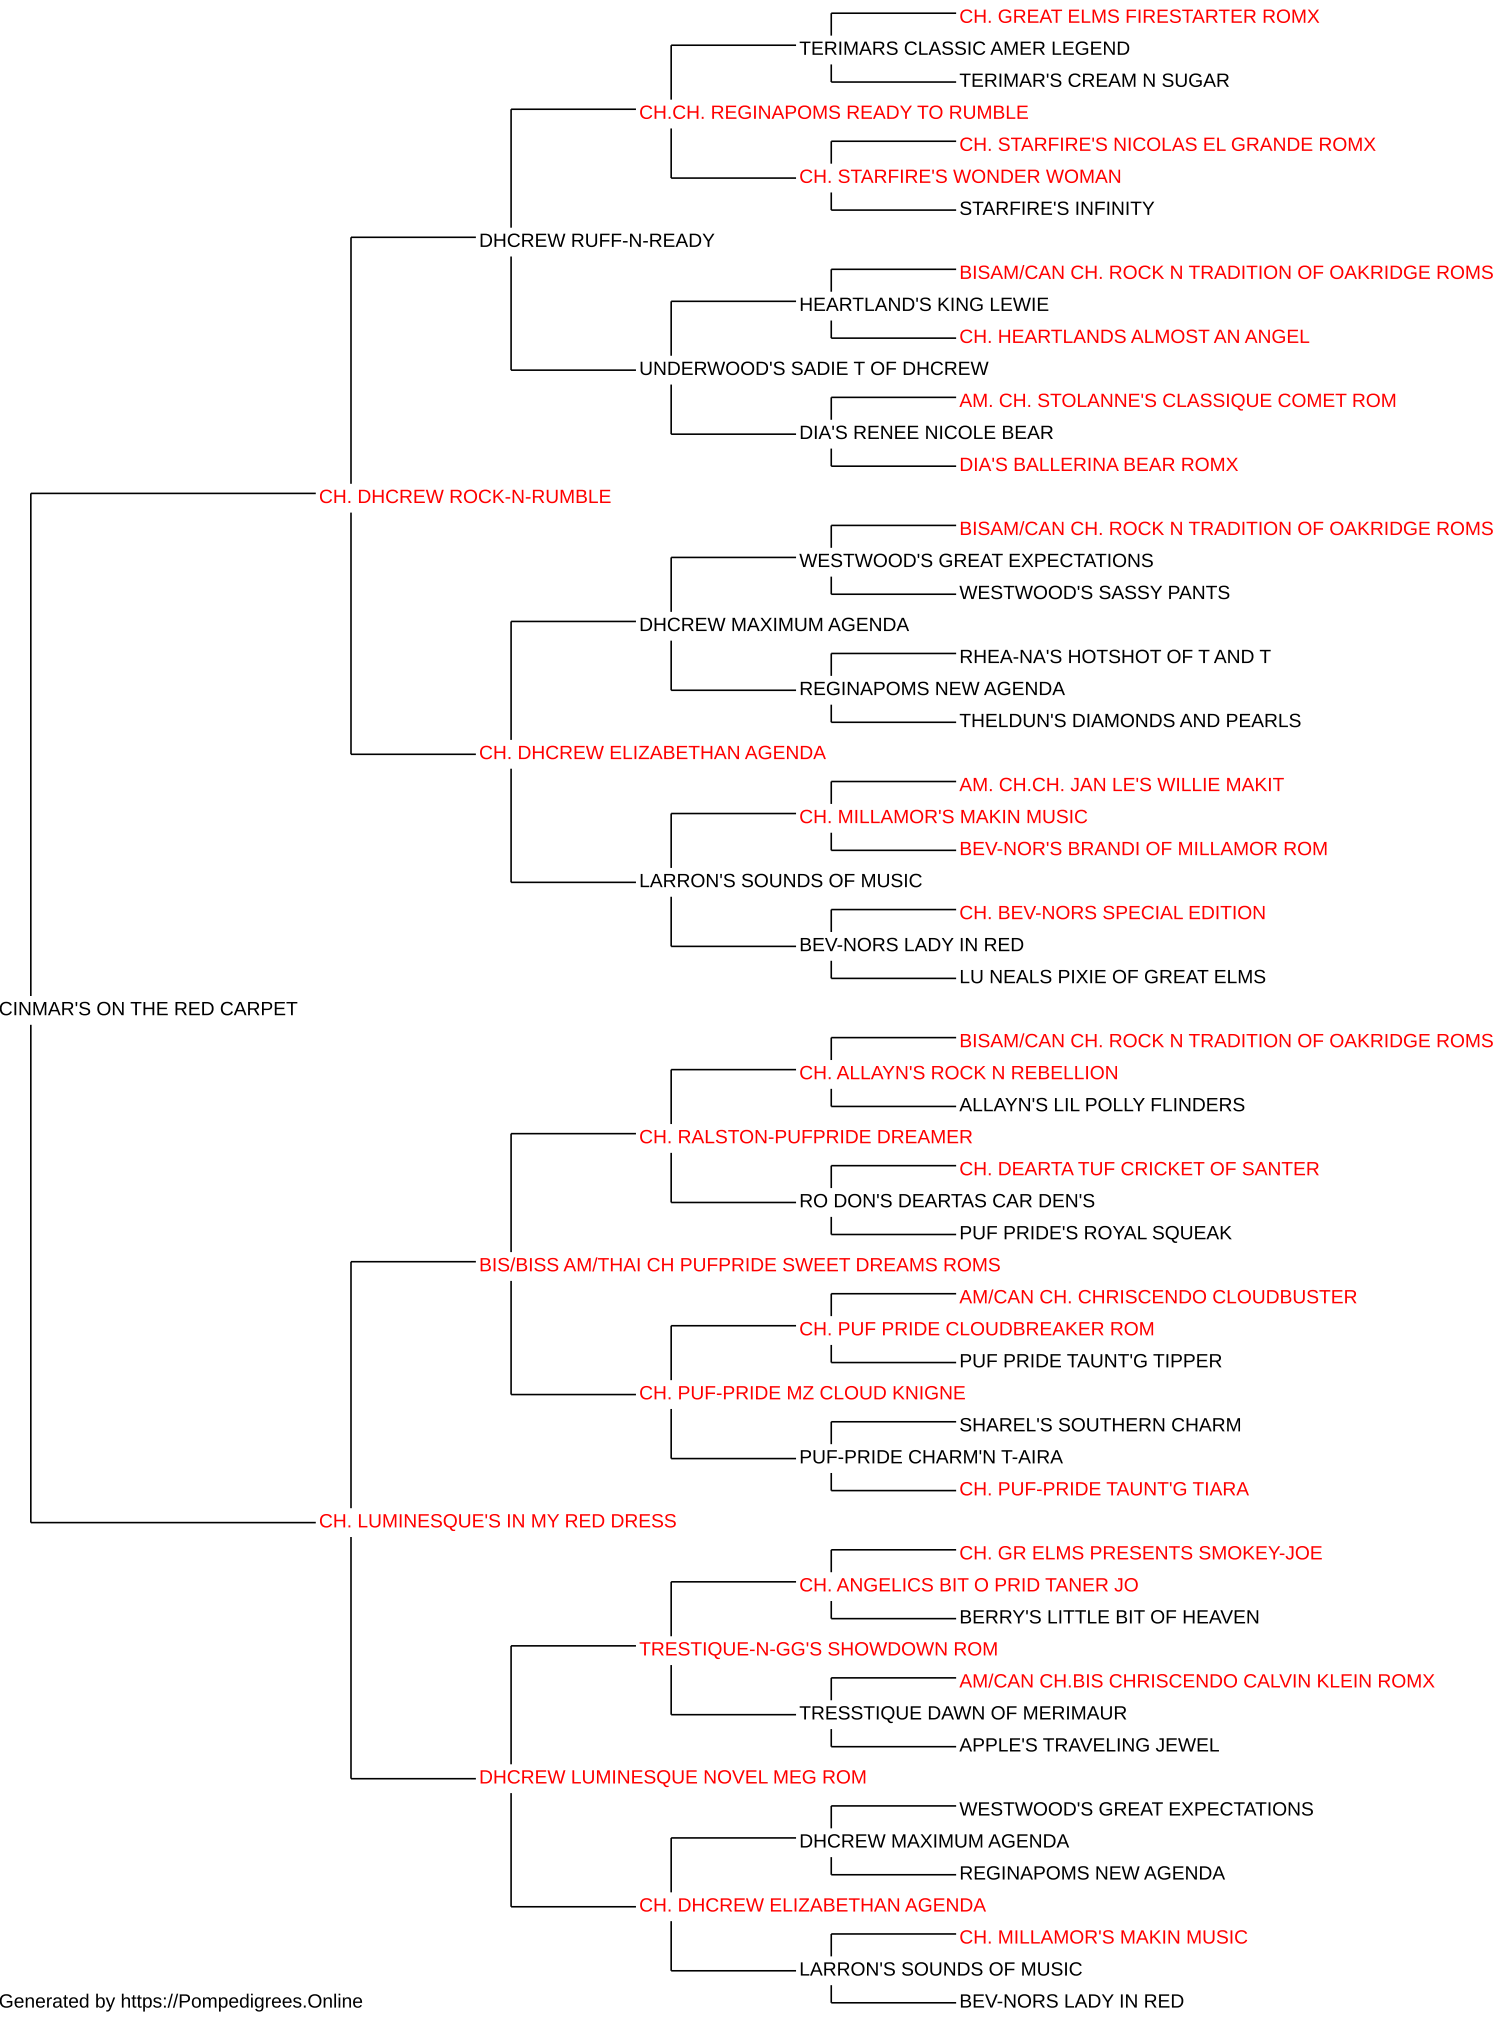 CH. GREAT ELMS FIRESTARTER ROMX
TERIMARS CLASSIC AMER LEGEND
TERIMAR'S CREAM N SUGAR
CH.CH. REGINAPOMS READY TO RUMBLE
CH. STARFIRE'S NICOLAS EL GRANDE ROMX
CH. STARFIRE'S WONDER WOMAN
STARFIRE'S INFINITY
DHCREW RUFF-N-READY
BISAM/CAN CH. ROCK N TRADITION OF OAKRIDGE ROMS
HEARTLAND'S KING LEWIE
CH. HEARTLANDS ALMOST AN ANGEL
UNDERWOOD'S SADIE T OF DHCREW
AM. CH. STOLANNE'S CLASSIQUE COMET ROM
DIA'S RENEE NICOLE BEAR
DIA'S BALLERINA BEAR ROMX
CH. DHCREW ROCK-N-RUMBLE
BISAM/CAN CH. ROCK N TRADITION OF OAKRIDGE ROMS
WESTWOOD'S GREAT EXPECTATIONS
WESTWOOD'S SASSY PANTS
DHCREW MAXIMUM AGENDA
RHEA-NA'S HOTSHOT OF T AND T
REGINAPOMS NEW AGENDA
THELDUN'S DIAMONDS AND PEARLS
CH. DHCREW ELIZABETHAN AGENDA
AM. CH.CH. JAN LE'S WILLIE MAKIT
CH. MILLAMOR'S MAKIN MUSIC
BEV-NOR'S BRANDI OF MILLAMOR ROM
LARRON'S SOUNDS OF MUSIC
CH. BEV-NORS SPECIAL EDITION
BEV-NORS LADY IN RED
LU NEALS PIXIE OF GREAT ELMS
CINMAR'S ON THE RED CARPET
BISAM/CAN CH. ROCK N TRADITION OF OAKRIDGE ROMS
CH. ALLAYN'S ROCK N REBELLION
ALLAYN'S LIL POLLY FLINDERS
CH. RALSTON-PUFPRIDE DREAMER
CH. DEARTA TUF CRICKET OF SANTER
RO DON'S DEARTAS CAR DEN'S
PUF PRIDE'S ROYAL SQUEAK
BIS/BISS AM/THAI CH PUFPRIDE SWEET DREAMS ROMS
AM/CAN CH. CHRISCENDO CLOUDBUSTER
CH. PUF PRIDE CLOUDBREAKER ROM
PUF PRIDE TAUNT'G TIPPER
CH. PUF-PRIDE MZ CLOUD KNIGNE
SHAREL'S SOUTHERN CHARM
PUF-PRIDE CHARM'N T-AIRA
CH. PUF-PRIDE TAUNT'G TIARA
CH. LUMINESQUE'S IN MY RED DRESS
CH. GR ELMS PRESENTS SMOKEY-JOE
CH. ANGELICS BIT O PRID TANER JO
BERRY'S LITTLE BIT OF HEAVEN
TRESTIQUE-N-GG'S SHOWDOWN ROM
AM/CAN CH.BIS CHRISCENDO CALVIN KLEIN ROMX
TRESSTIQUE DAWN OF MERIMAUR
APPLE'S TRAVELING JEWEL
DHCREW LUMINESQUE NOVEL MEG ROM
WESTWOOD'S GREAT EXPECTATIONS
DHCREW MAXIMUM AGENDA
REGINAPOMS NEW AGENDA
CH. DHCREW ELIZABETHAN AGENDA
CH. MILLAMOR'S MAKIN MUSIC
LARRON'S SOUNDS OF MUSIC
BEV-NORS LADY IN RED
Generated by https://Pompedigrees.Online